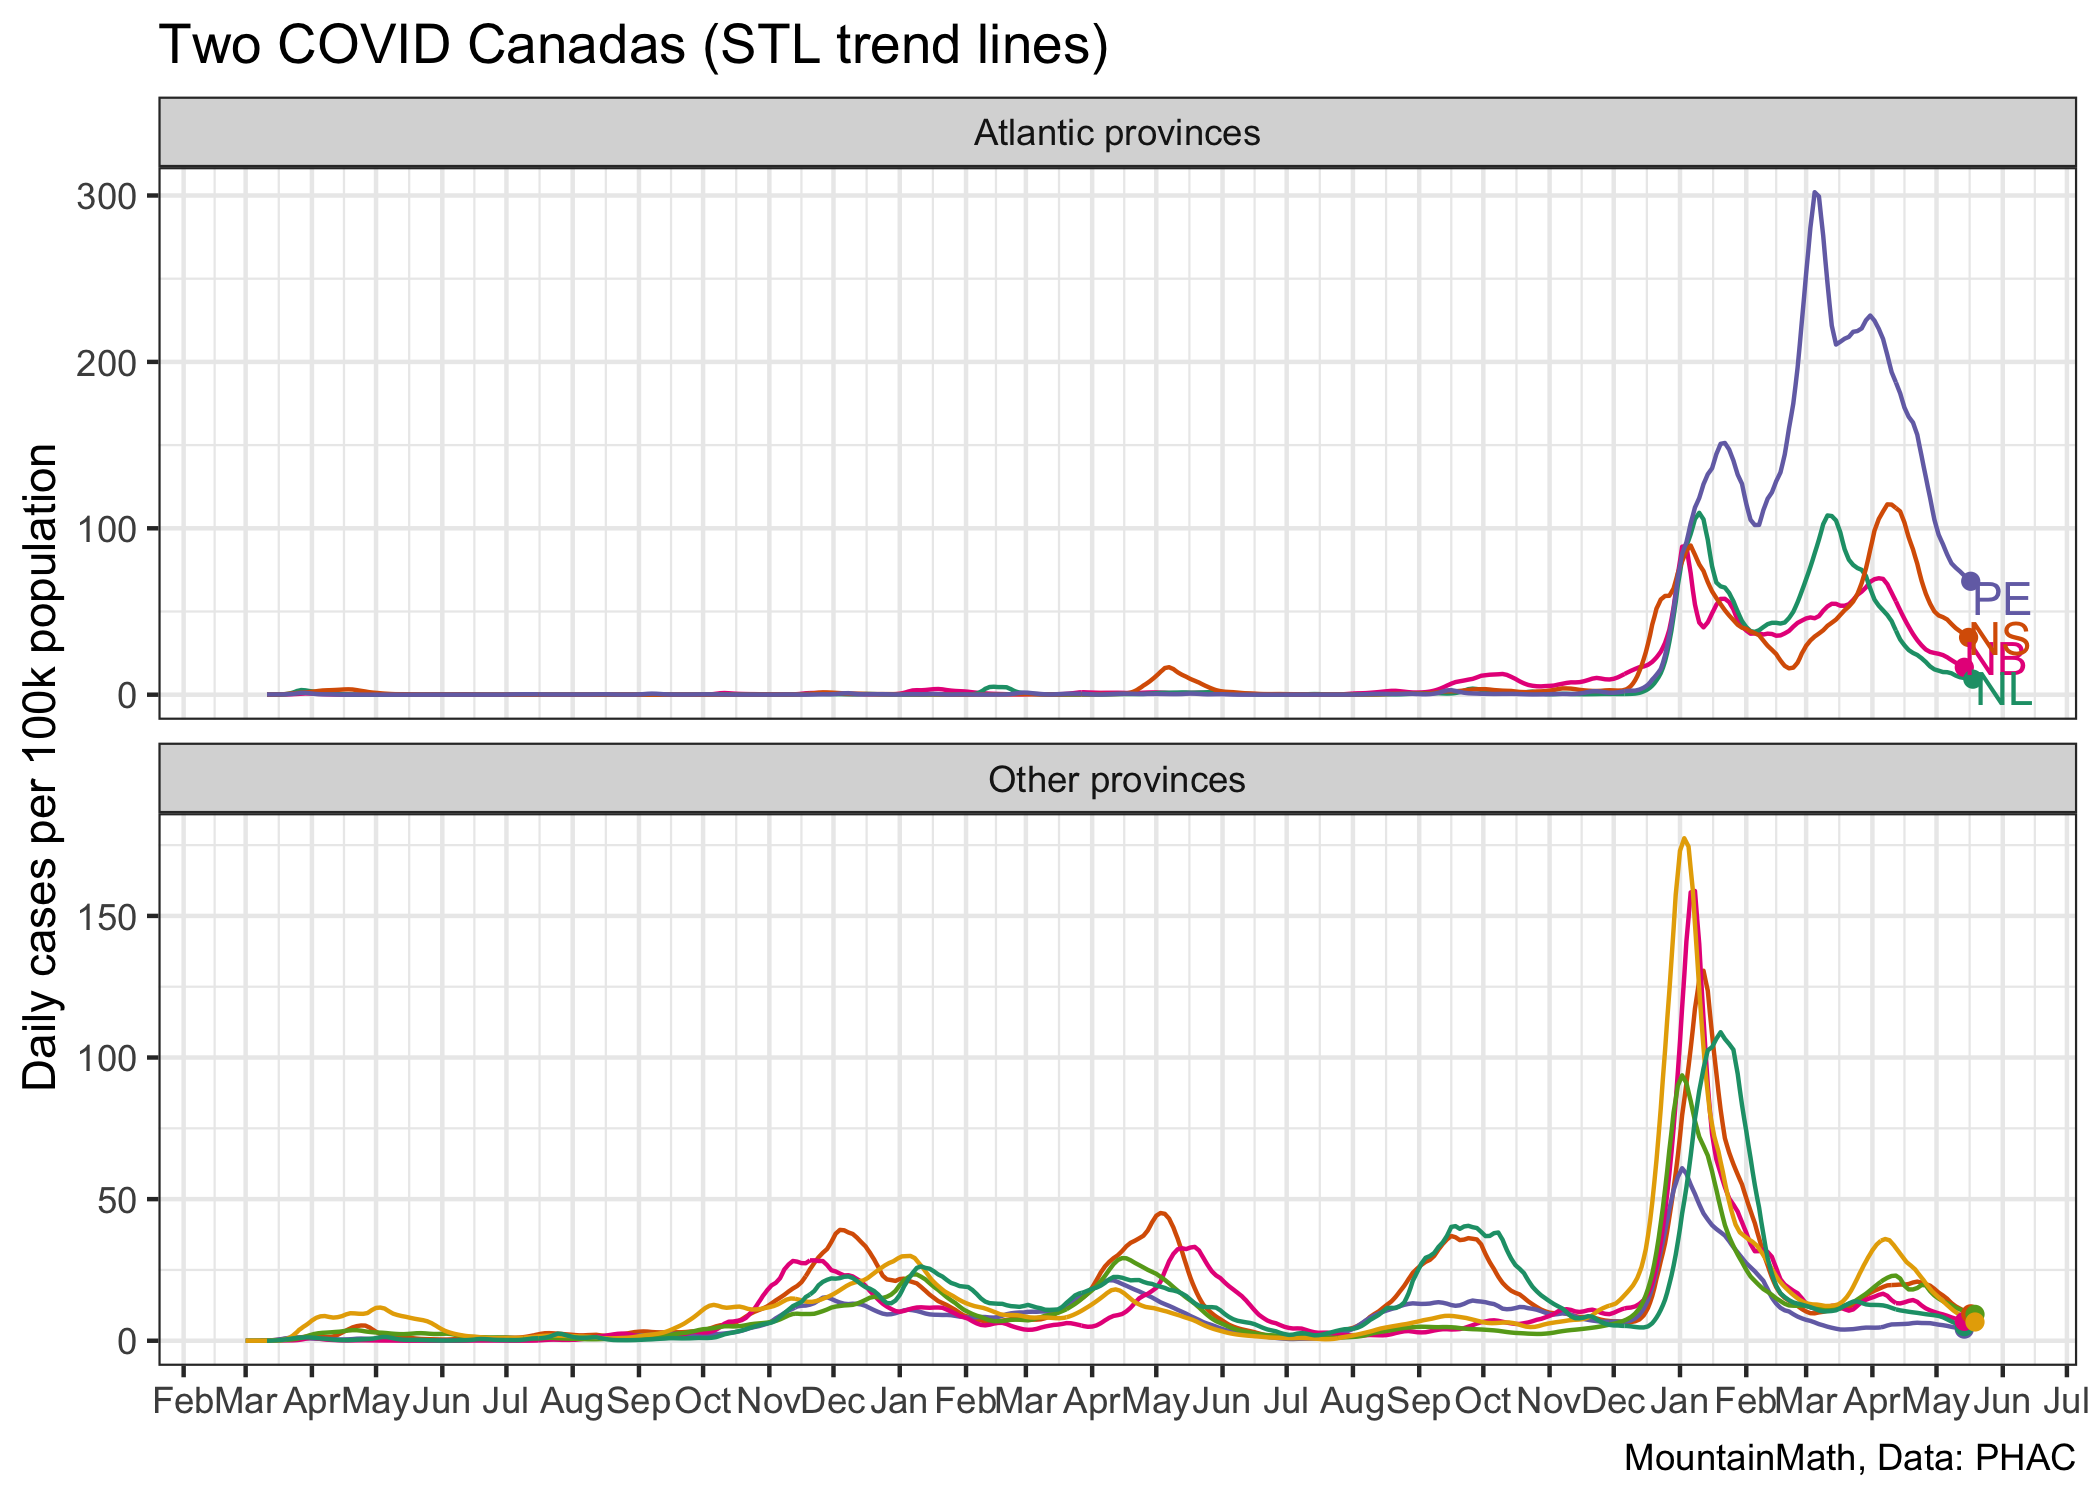 Two COVID Canadas (STL trend lines)
Atlantic provinces
300
200
100
0
PE
NS
NB
NL
Other provinces
150
100
50
0
Daily cases per 100k population
Feb Mar Apr May Jun Jul Aug Sep Oct Nov Dec Jan Feb Mar Apr May Jun Jul Aug Sep Oct Nov Dec Jan Feb Mar Apr May Jun Jul
MountainMath, Data: PHAC